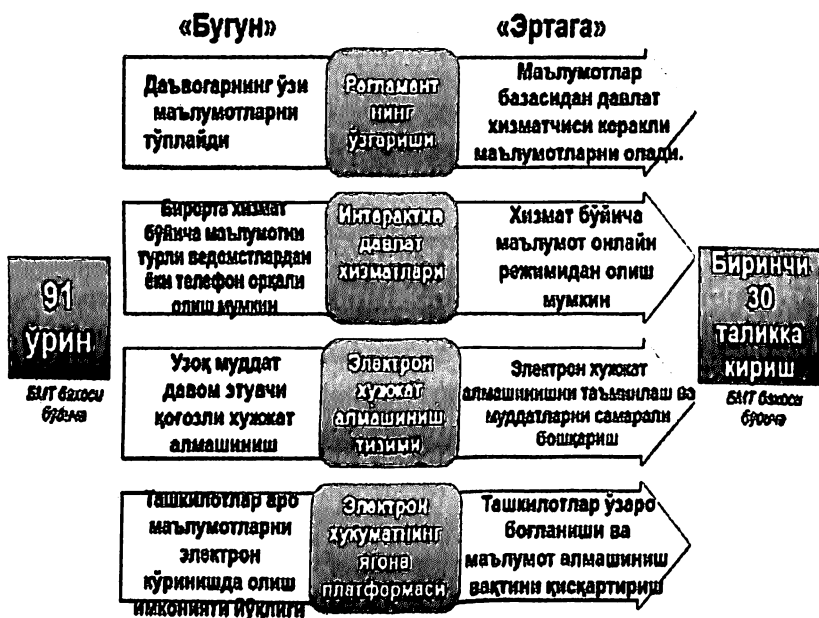 «Бугун»
«Эртага»
Даъвогарнинг ўзи
маълумотларни
тўплайди
Регламент
нинг
ўзгариши
Маълумотлар
базасидан давлат
хизматчиси керакли
маълумотларни олади.
Бирорта хизмат
бўйича маълумотни
турли ведомстлардан
ёки телефон орқали
олиш мумкин
Интерактив
давлат
хизматлари
Хизмат бўйича
маълумот онлайн
режимидан олиш
мумкин
91
ўрин
БМТ баҳоси
бўйича
Биринчи
30
таликка
кириш
БМТ баҳоси
бўйича
Узоқ муддат
давом этувчи
қоғозли хужжат
алмашиниш
Электрон
хужжат
алмашиниш
тизими
Электрон хужжат
алмашинишни таъминлаш ва
муддатларни самарали
бошқариш
Ташкилотлар аро
маълумотларни
электрон
кўринишда олиш
имконияти йўқлиги
Электрон
хукуматнинг
ягона
платформаси
Ташкилотлар ўзаро
боғланиши ва
маълумот алмашиниш
вақтини қисқартириш